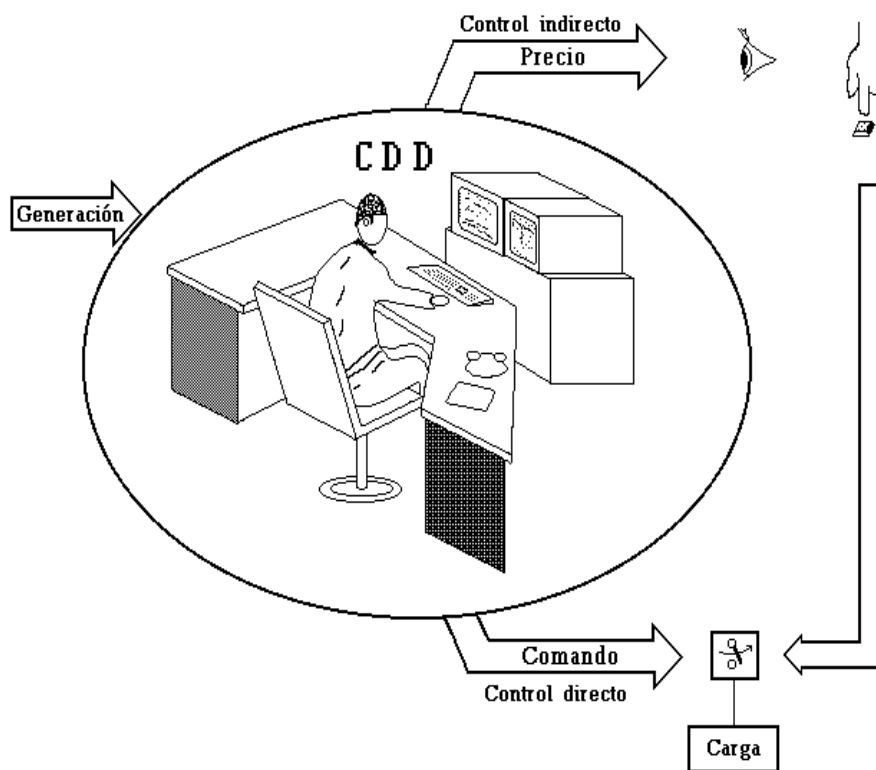 Control indirecto
Precio
CDD
Generación
Comando
Control directo
Carga